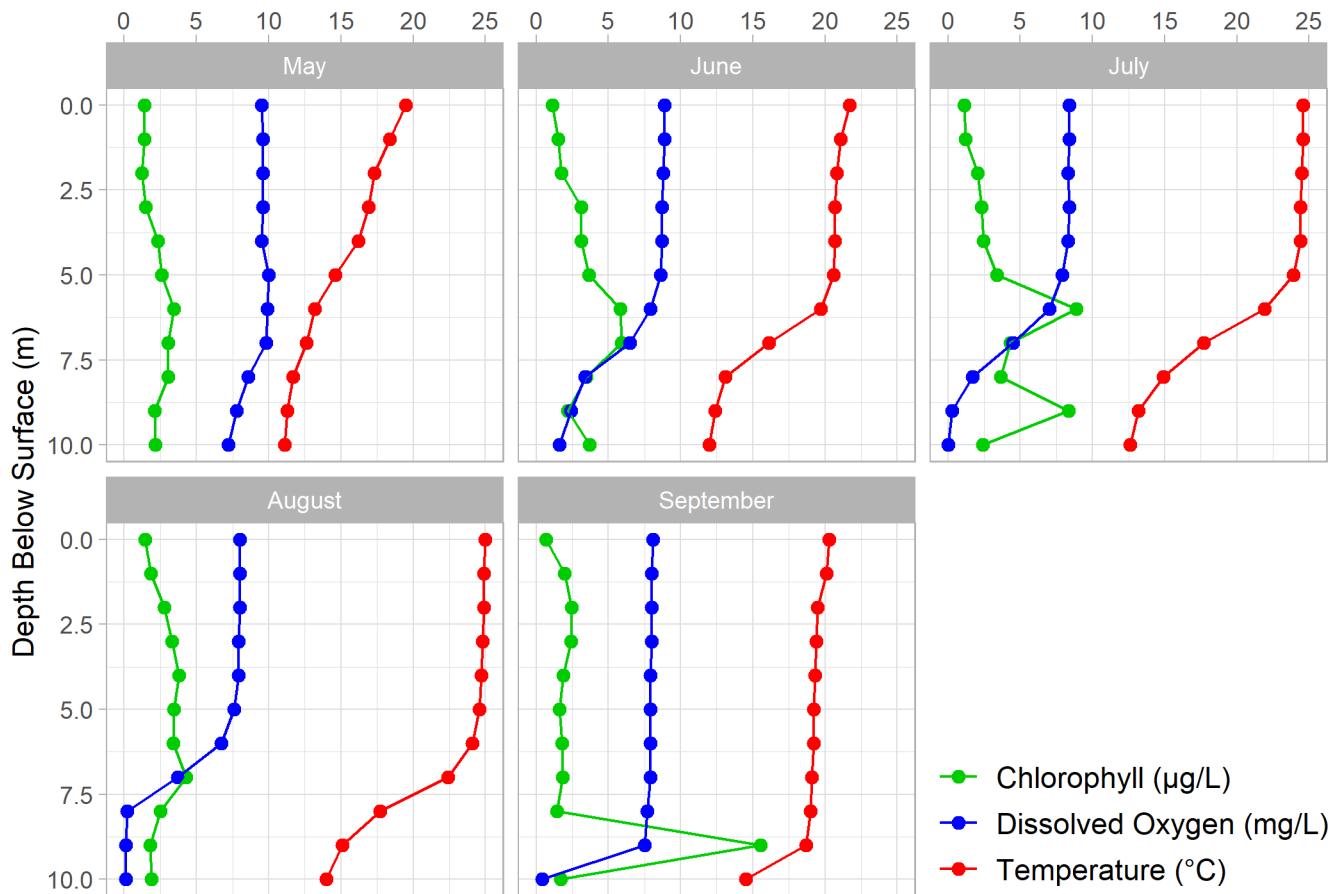 0 5 10 15 20 25 0 5 10 15 20 25 0 5 10 15 20 25
May June July
0.0
2.5
5.0
7.5
10.0
Depth Below Surface (m)
August September
0.0
2.5
5.0
7.5
10.0
Chlorophyll (µg/L)
Dissolved Oxygen (mg/L)
Temperature (°C)